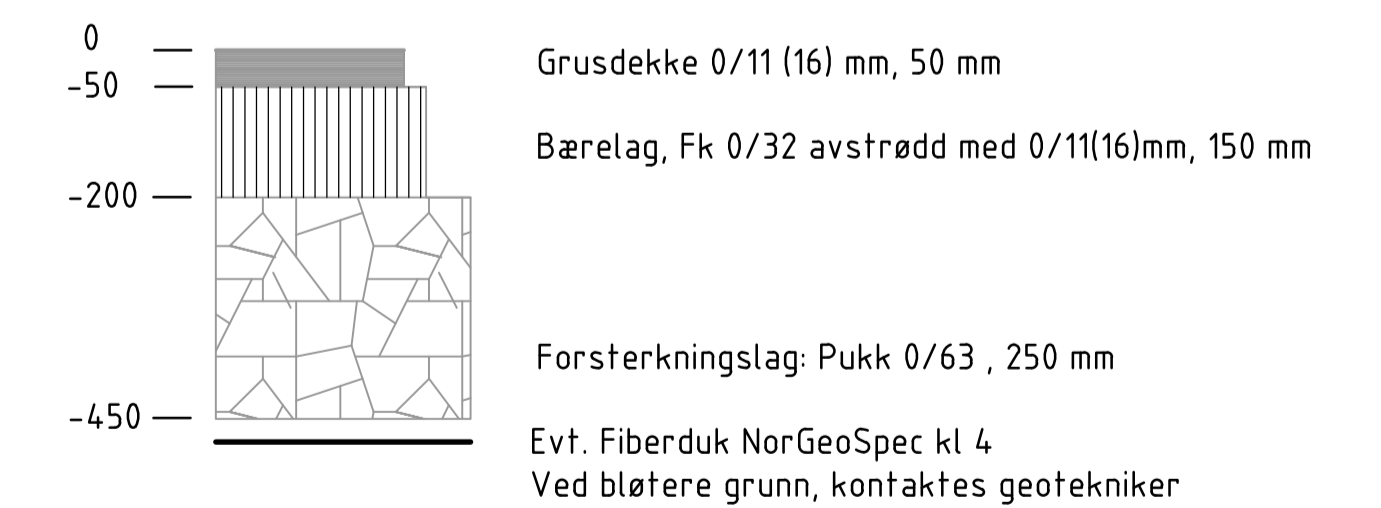 0
Grusdekke 0/11 (16) mm, 50 mm
-50
Bærelag, Fk 0/32 avstrødd med 0/11(16)mm, 150 mm
-200
Forsterkningslag: Pukk 0/63 , 250 mm
-450
Evt. Fiberduk NorGeoSpec kl 4
Ved bløtere grunn, kontaktes geotekniker